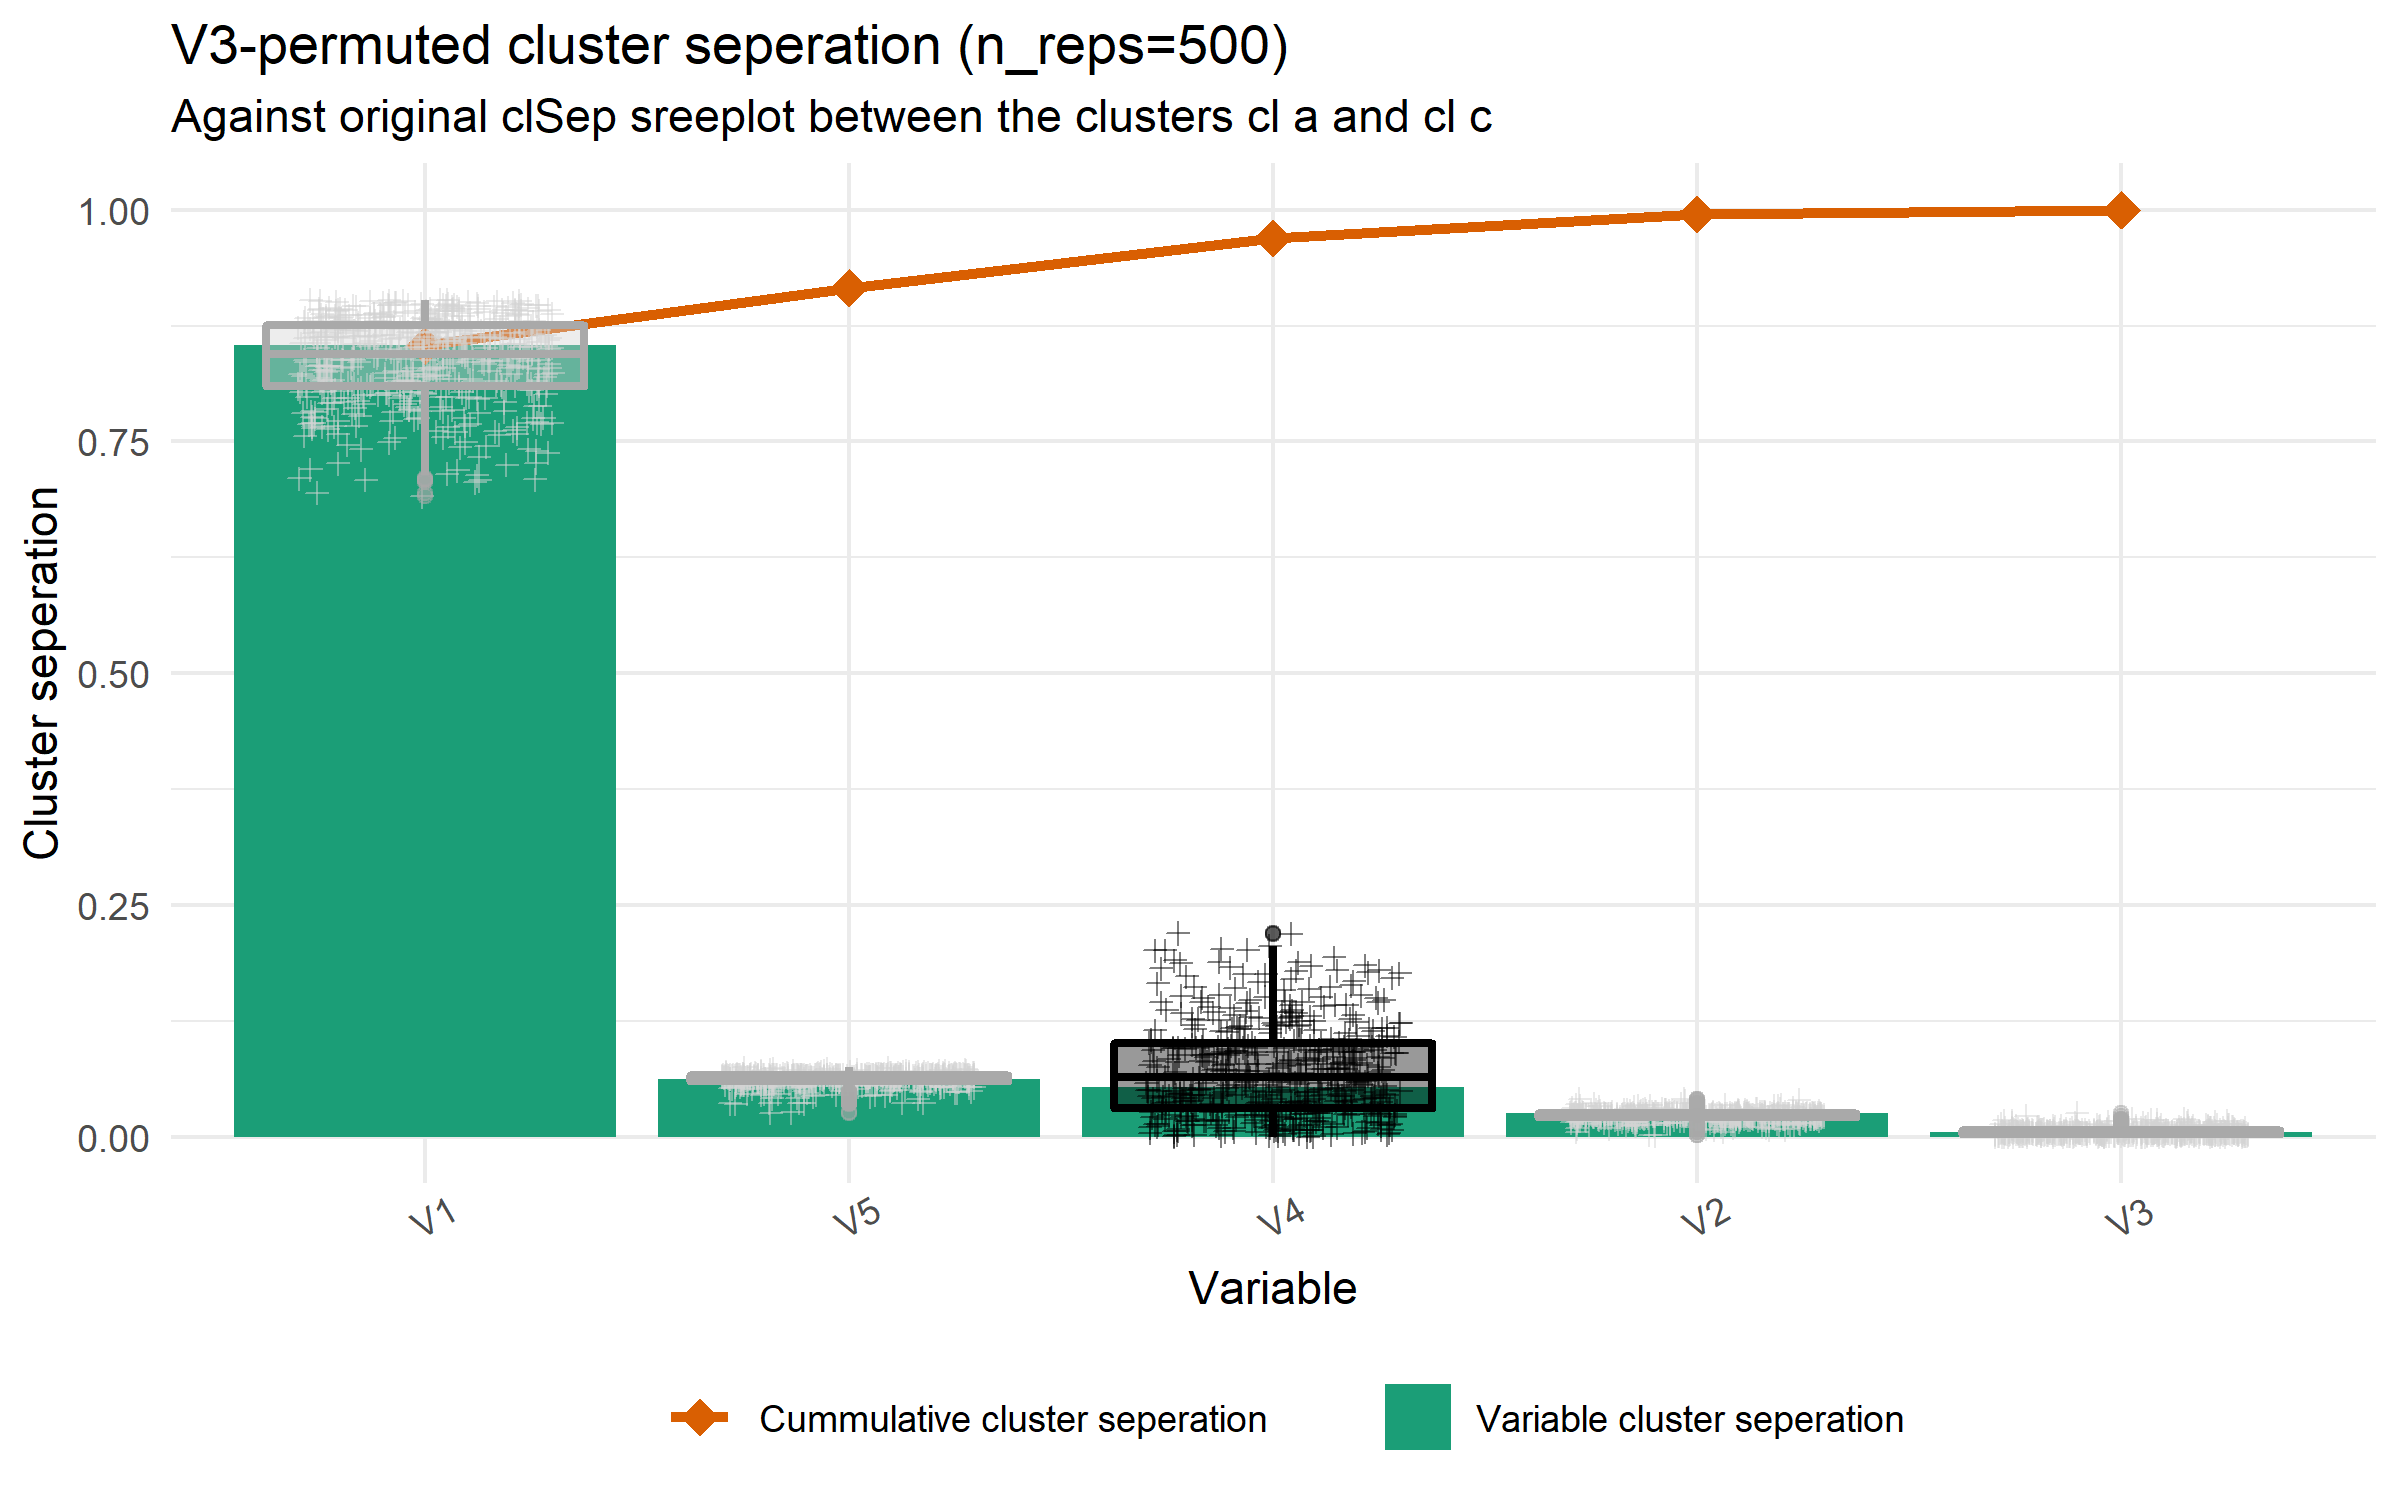 V3-permuted cluster seperation (n_reps=500)
Against original clSep sreeplot between the clusters cl a and cl c
Cluster seperation
1.00
0.75
0.50
0.25
0.00
V1
V5
V4
V2
V3
Variable
Cummulative cluster seperation
Variable cluster seperation